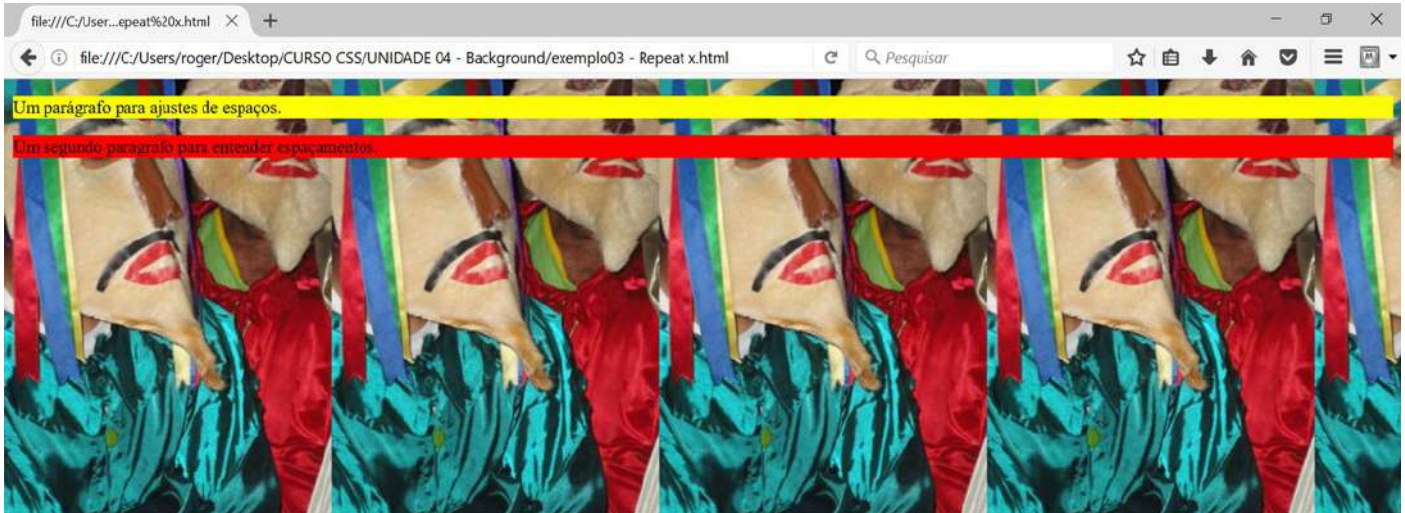 file:///C:/User...epeat%20x.html
file:///C:/Users/roger/Desktop/CURSO CSS/UNIDADE 04 - Background/exemplo03 - Repeat x.html
Pesquisar
Um parágrafo para ajustes de espaços.
Um segundo paragrafo para entender espaçamentos.